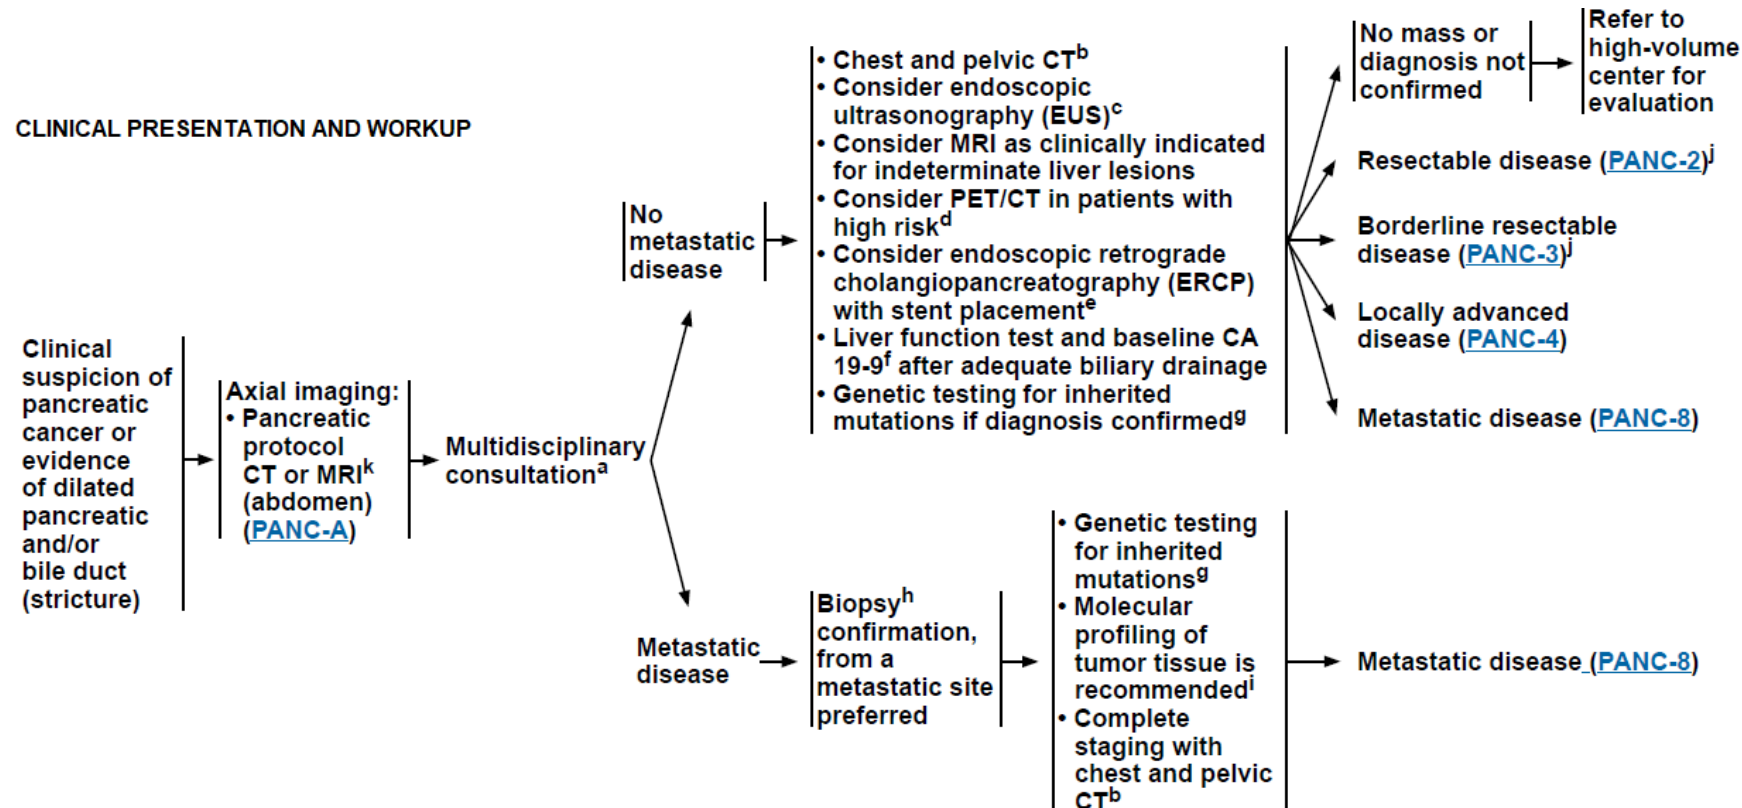 CLINICAL PRESENTATION AND WORKUP
Clinical
suspicion of
pancreatic
cancer or
evidence
of dilated
pancreatic
and/or
bile duct
(stricture)
Axial imaging:
• Pancreatic
protocol
CT or MRIk
(abdomen)
(PANC-A)
Multidisciplinary
consultationa
No
metastatic
disease
• Chest and pelvic CTb
• Consider endoscopic
ultrasonography (EUS)c
• Consider MRI as clinically indicated
for indeterminate liver lesions
• Consider PET/CT in patients with
high riskd
• Consider endoscopic retrograde
cholangiopancreatography (ERCP)
with stent placemente
• Liver function test and baseline CA
19-9f after adequate biliary drainage
• Genetic testing for inherited
mutations if diagnosis confirmedg
No mass or
diagnosis not
confirmed
Refer to
high-volume
center for
evaluation
Resectable disease (PANC-2)j
Borderline resectable
disease (PANC-3)j
Locally advanced
disease (PANC-4)
Metastatic disease (PANC-8)
Metastatic
disease
Biopsyh
confirmation,
from a
metastatic site
preferred
• Genetic testing
for inherited
mutationsg
• Molecular
profiling of
tumor tissue is
recommendedi
• Complete
staging with
chest and pelvic
CTb
Metastatic disease (PANC-8)